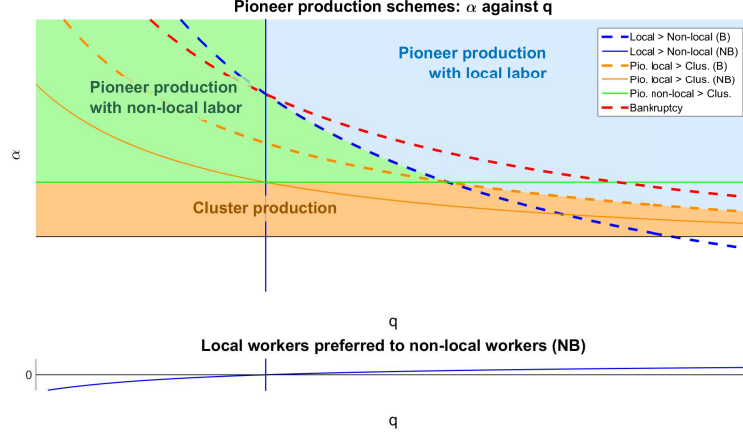 Pioneer production schemes: α against q
Pioneer production
with local labor
Local > Non-local (B)
Local > Non-local (NB)
Pio. local > Clus. (B)
Pio. local > Clus. (NB)
Pio. non-local > Clus.
Bankruptcy
Pioneer production
with non-local labor
α
Cluster production
q
Local workers preferred to non-local workers (NB)
0
q